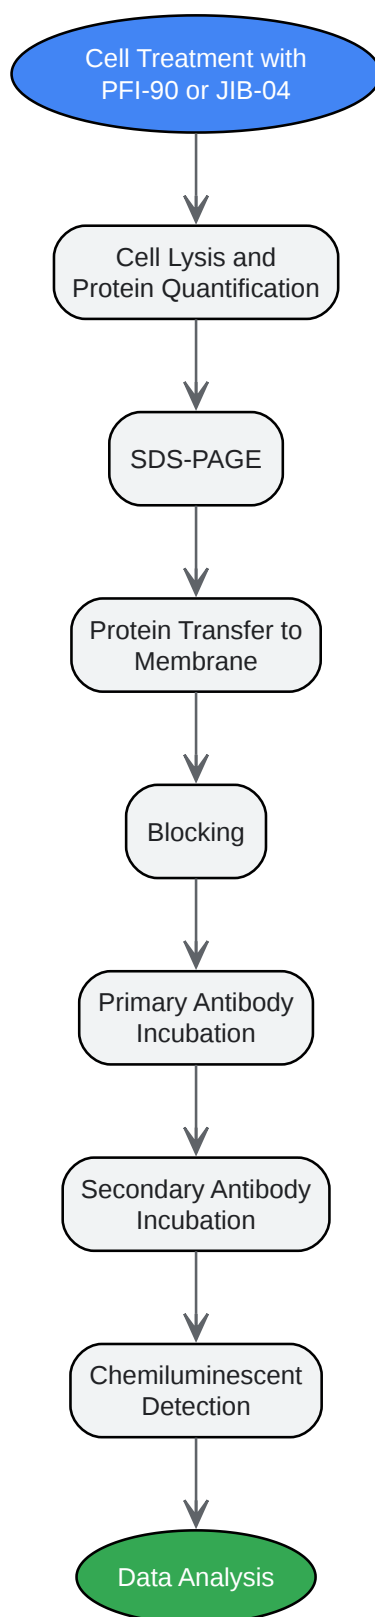 Cell Treatment with
PFI-90 or JIB-04
Cell Lysis and
Protein Quantification
SDS-PAGE
Protein Transfer to
Membrane
Blocking
Primary Antibody
Incubation
Secondary Antibody
Incubation
Chemiluminescent
Detection
Data Analysis